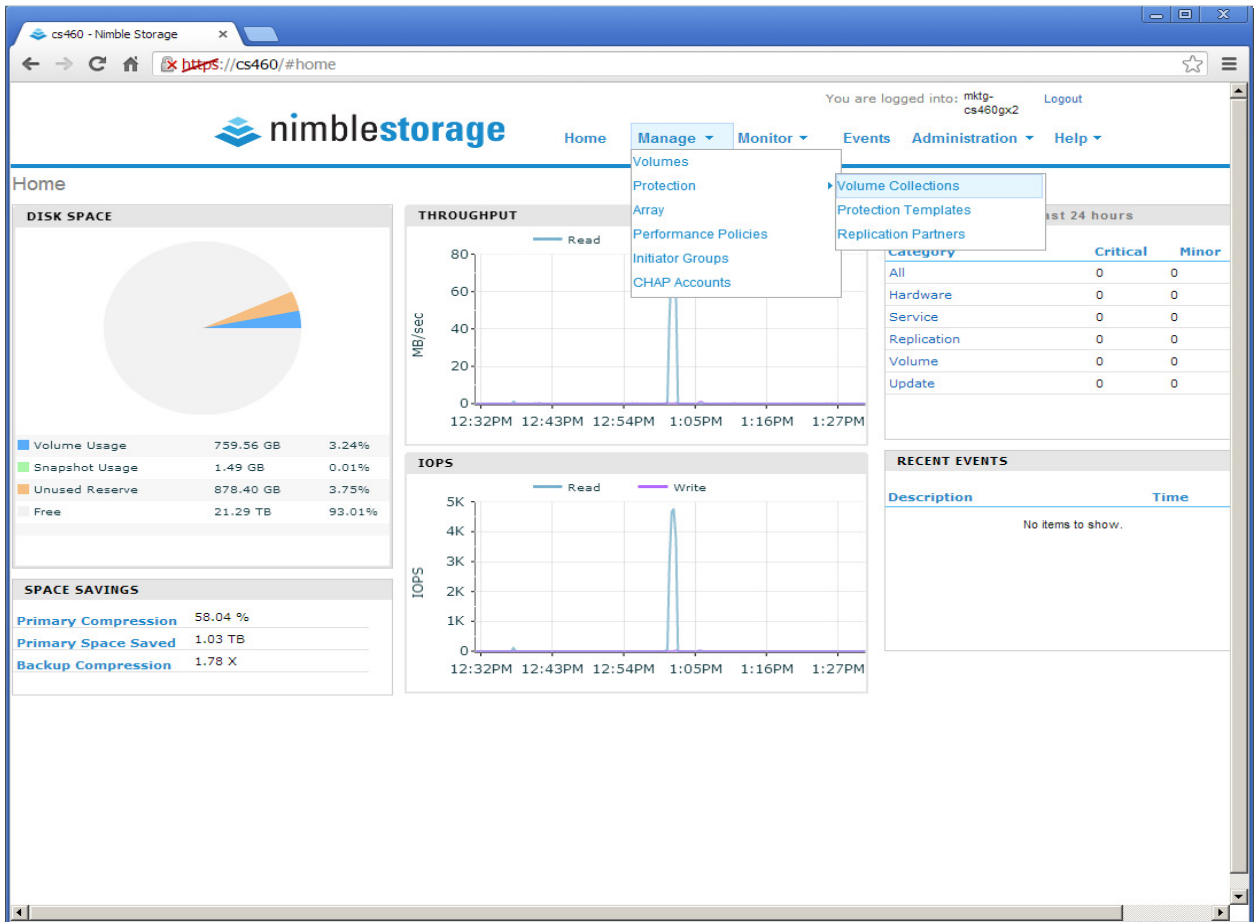 cs460 - Nimble Storage
https://cs460/#home
You are logged into: mktg-cs460gx2 Logout
nimblestorage
Home Manage Monitor Events Administration Help
Volumes
Protection
Array
Performance Policies
Initiator Groups
CHAP Accounts
Volume Collections
Protection Templates
Replication Partners
Home
DISK SPACE
Volume Usage 759.56 GB 3.24%
Snapshot Usage 1.49 GB 0.01%
Unused Reserve 878.40 GB 3.75%
Free 21.29 TB 93.01%
SPACE SAVINGS
Primary Compression 58.04 %
Primary Space Saved 1.03 TB
Backup Compression 1.78 X
THROUGHPUT
Read
MB/sec
80
60
40
20
0
12:32PM 12:43PM 12:54PM 1:05PM 1:16PM 1:27PM
IOPS
Read Write
IOPS
5K
4K
3K
2K
1K
0
12:32PM 12:43PM 12:54PM 1:05PM 1:16PM 1:27PM
24 hours
Category Critical Minor
All 0 0
Hardware 0 0
Service 0 0
Replication 0 0
Volume 0 0
Update 0 0
RECENT EVENTS
Description Time
No items to show.